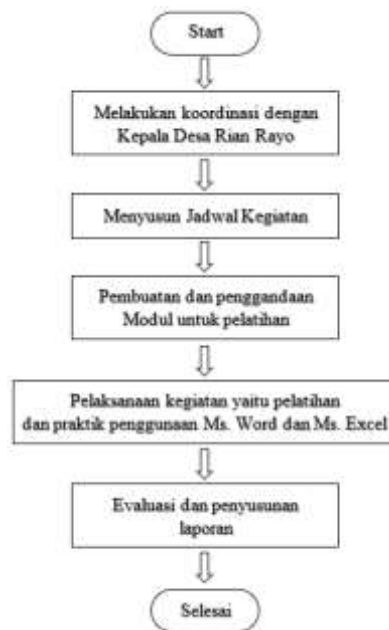 Start
Melakukan koordinasi dengan
Kepala Desa Rian Rayo
Menyusun Jadwal Kegiatan
Pembuatan dan penggandaan
Modul untuk pelatihan
Pelaksanaan kegiatan yaitu pelatihan
dan praktik penggunaan Ms. Word dan Ms. Excel
Evaluasi dan penyusunan
laporan
Selesai